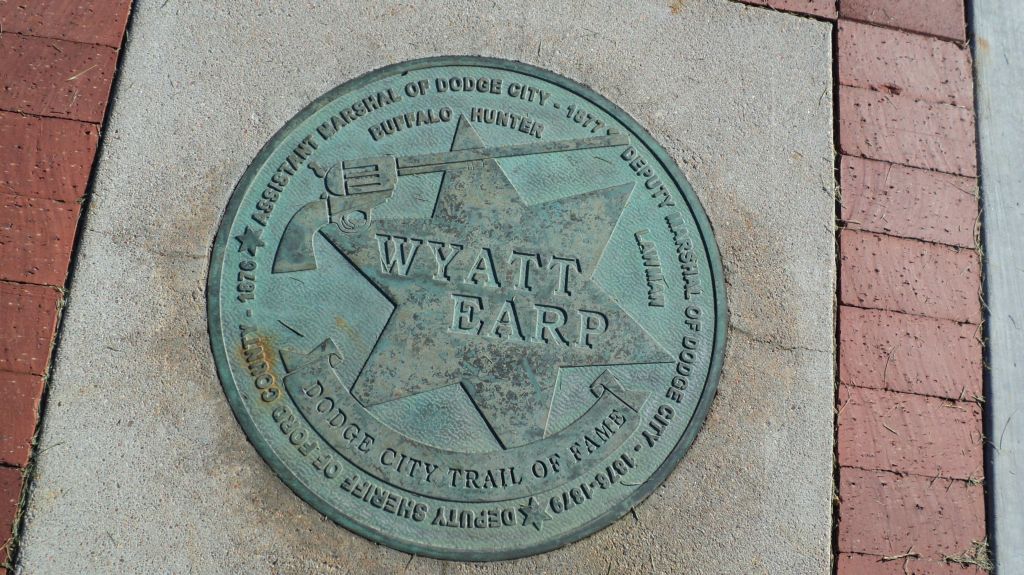 ASSISTANT MARSHAL OF DODGE CITY - 1877
DEPUTY MARSHAL OF DODGE CITY - 1878-1879
DEPUTY SHERIFF OF FORD COUNTY - 1876
BUFFALO HUNTER
LAWMAN
WYATT
EARP
DODGE CITY TRAIL OF FAME